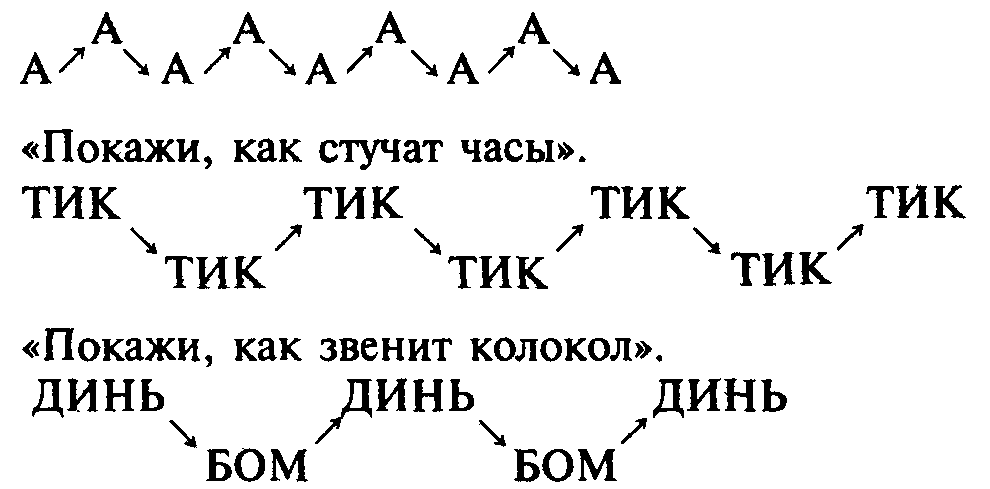 А А А А
А А А А А
«Покажи, как стучат часы».
ТИК ТИК ТИК ТИК
ТИК ТИК ТИК
«Покажи, как звенит колокол».
ДИНЬ ДИНЬ ДИНЬ
БОМ БОМ